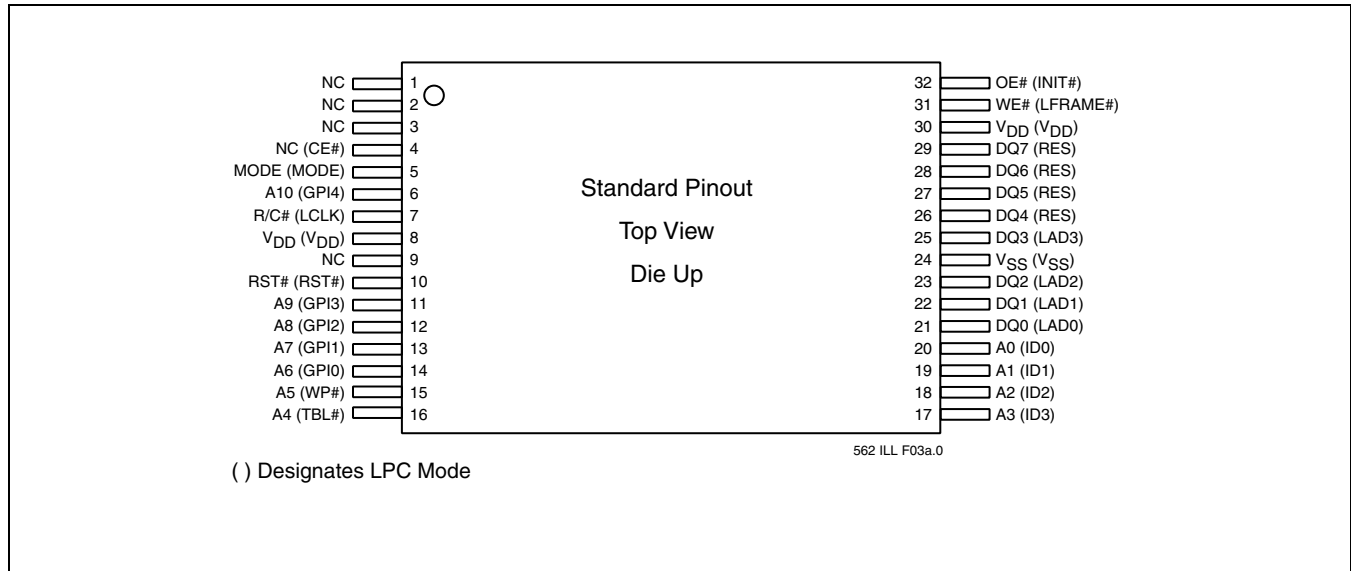 NC 1
NC 2
NC 3
NC (CE#) 4
MODE (MODE) 5
A10 (GPI4) 6
R/C# (LCLK) 7
VDD (VDD) 8
NC 9
RST# (RST#) 10
A9 (GPI3) 11
A8 (GPI2) 12
A7 (GPI1) 13
A6 (GPI0) 14
A5 (WP#) 15
A4 (TBL#) 16
Standard Pinout
Top View
Die Up
32 OE# (INIT#)
31 WE# (LFRAME#)
30 VDD (VDD)
29 DQ7 (RES)
28 DQ6 (RES)
27 DQ5 (RES)
26 DQ4 (RES)
25 DQ3 (LAD3)
24 VSS (VSS)
23 DQ2 (LAD2)
22 DQ1 (LAD1)
21 DQ0 (LAD0)
20 A0 (ID0)
19 A1 (ID1)
18 A2 (ID2)
17 A3 (ID3)
562 ILL F03a.0
( ) Designates LPC Mode